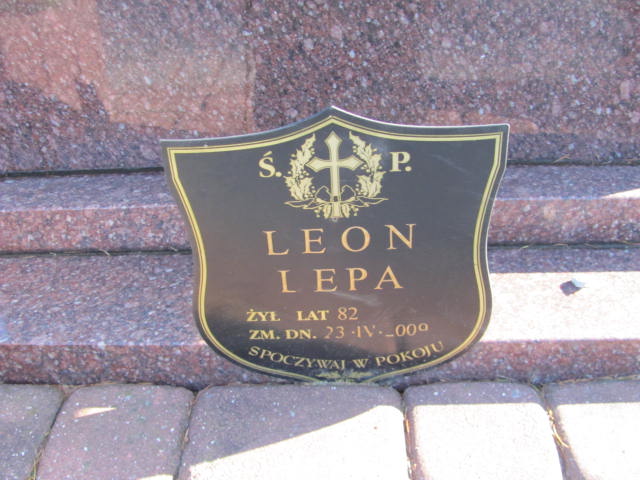 Ś. P.
LEON
LEPA
ŻYŁ LAT 82
ZM. DN. 23·IV·
SPOCZYWAJ W POKOJU